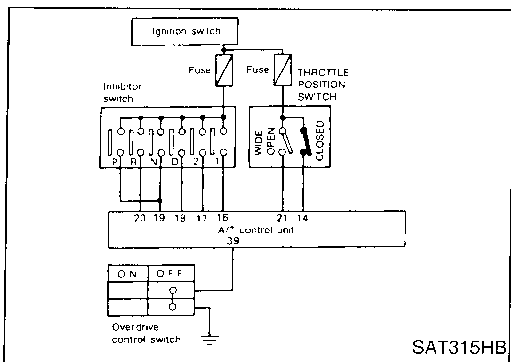 Ignition switch
Fuse
Fuse
THROTTLE
POSITION
SWITCH
Inhibitor
switch
WIDE
OPEN
CLOSED
P R N D 2 1
20 19 18 17 16 21 14
A/T control unit
39
ON OFF
Overdrive
control switch
SAT315HB